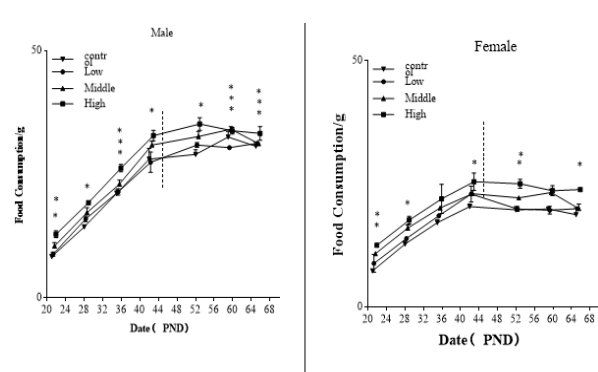 Male
50
contr
ol
Low
Middle
High
* * * * * * * * * * * * * *
Food Consumption/g
0
20 24 28 32 36 40 44 48 52 56 60 64 68
Date( PND)
Female
50
contr
ol
Low
Middle
High
* * * * * * * *
Food Consumption/g
0
20 24 28 32 36 40 44 48 52 56 60 64 68
Date( PND)